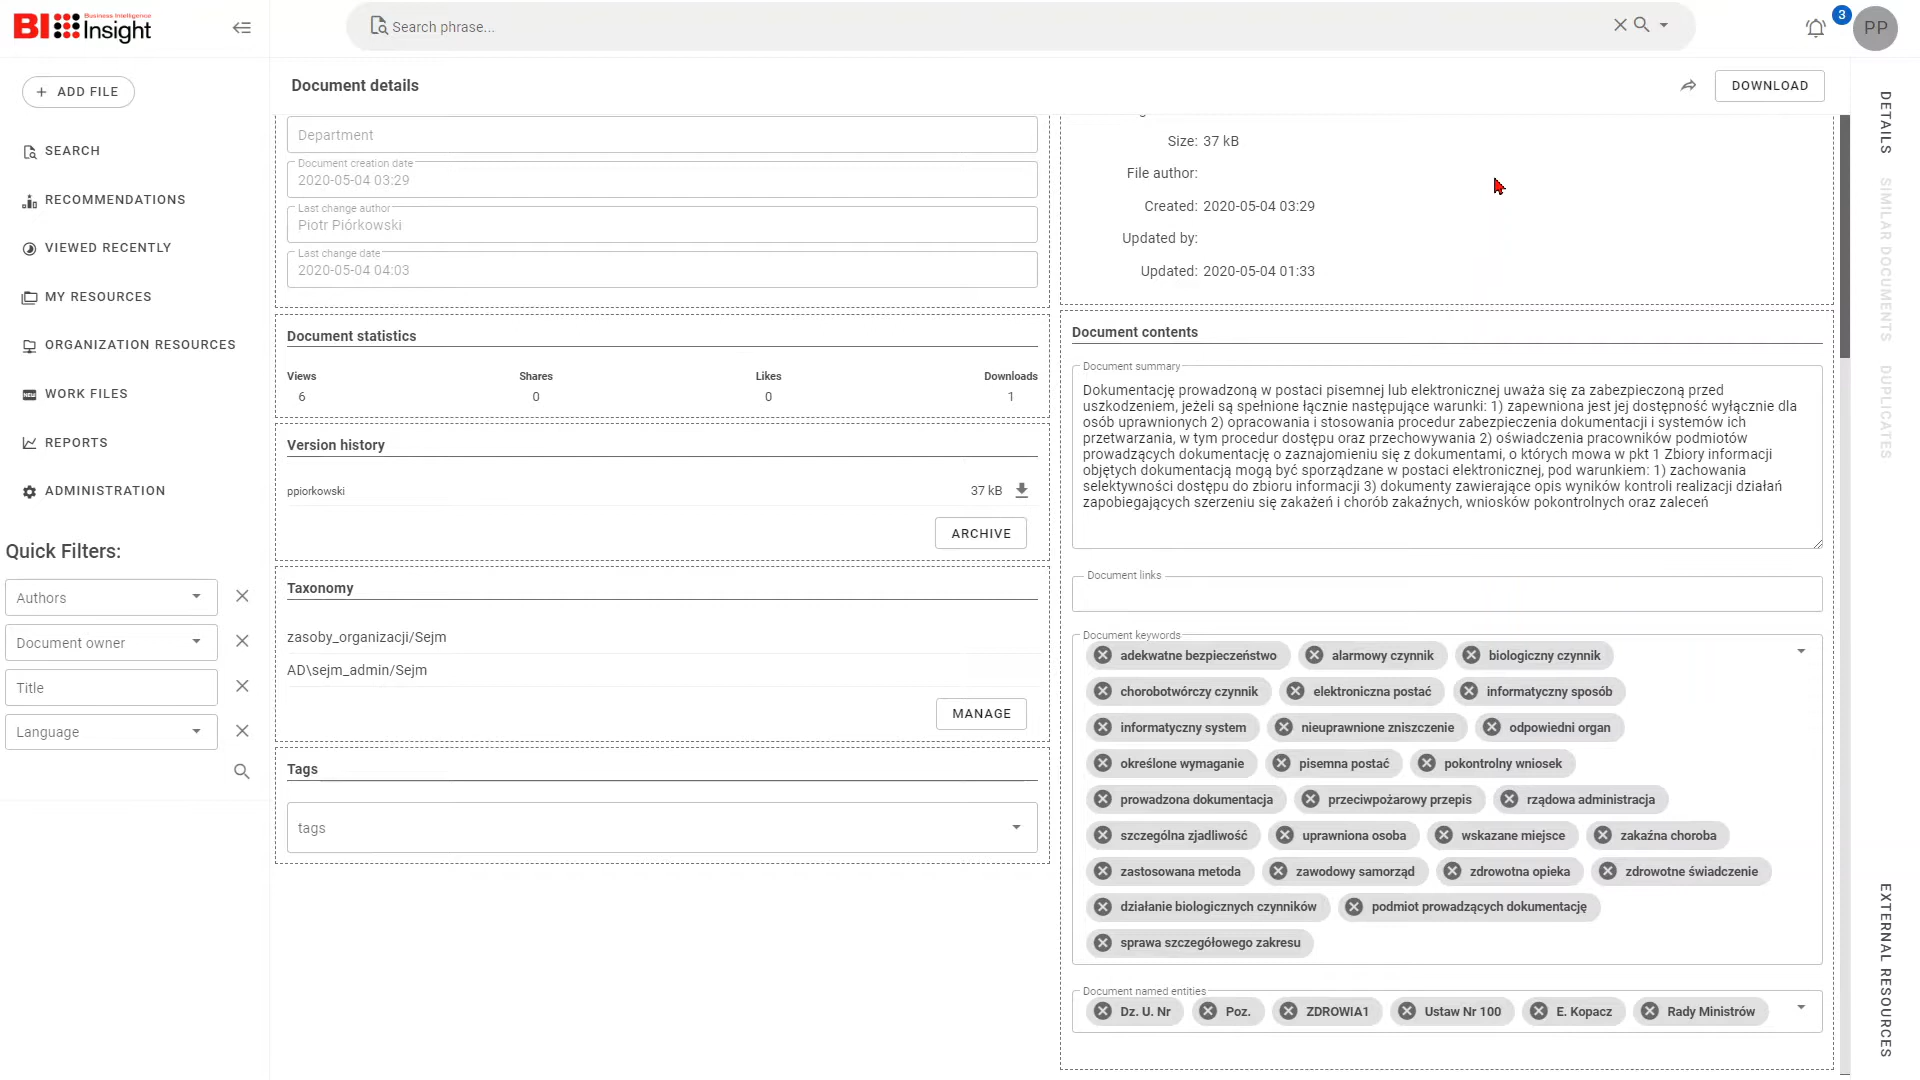 BI Insight
Business Intelligence
Search phrase...
3
PP
ADD FILE
Document details
DOWNLOAD
SEARCH
RECOMMENDATIONS
VIEWED RECENTLY
MY RESOURCES
ORGANIZATION RESOURCES
WORK FILES
REPORTS
ADMINISTRATION
Quick Filters:
Authors
Document owner
Title
Language
Department
Document creation date
2020-05-04 03:29
Last change author
Piotr Piórkowski
Last change date
2020-05-04 04:03
Document statistics
Views Shares Likes Downloads
6 0 0 1
Version history
ppiorkowski 37 kB
ARCHIVE
Taxonomy
zasoby_organizacji/Sejm
AD\sejm_admin/Sejm
MANAGE
Tags
tags
Size: 37 kB
File author:
Created: 2020-05-04 03:29
Updated by:
Updated: 2020-05-04 01:33
Document contents
Document summary
Dokumentację prowadzoną w postaci pisemnej lub elektronicznej uważa się za zabezpieczoną przed
uszkodzeniem, jeżeli są spełnione łącznie następujące warunki: 1) zapewniona jest jej dostępność wyłącznie dla
osób uprawnionych 2) opracowania i stosowania procedur zabezpieczenia dokumentacji i systemów ich
przetwarzania, w tym procedur dostępu oraz przechowywania 2) oświadczenia pracowników podmiotów
prowadzących dokumentację o zaznajomieniu się z dokumentami, o których mowa w pkt 1 Zbiory informacji
objętych dokumentacją mogą być sporządzane w postaci elektronicznej, pod warunkiem: 1) zachowania
selektywności dostępu do zbioru informacji 3) dokumenty zawierające opis wyników kontroli realizacji działań
zapobiegających szerzeniu się zakażeń i chorób zakaźnych, wniosków pokontrolnych oraz zaleceń
Document links
Document keywords
adekwatne bezpieczeństwo alarmowy czynnik biologiczny czynnik
chorobotwórczy czynnik elektroniczna postać informatyczny sposób
informatyczny system nieuprawnione zniszczenie odpowiedni organ
określone wymaganie pisemna postać pokontrolny wniosek
prowadzona dokumentacja przeciwpożarowy przepis rządowa administracja
szczególna zjadliwość uprawniona osoba wskazane miejsce zakaźna choroba
zastosowana metoda zawodowy samorząd zdrowotna opieka zdrowotne świadczenie
działanie biologicznych czynników podmiot prowadzących dokumentację
sprawa szczegółowego zakresu
Document named entities
Dz. U. Nr Poz. ZDROWIA1 Ustaw Nr 100 E. Kopacz Rady Ministrów
DETAILS
SIMILAR DOCUMENTS
DUPLICATES
EXTERNAL RESOURCES